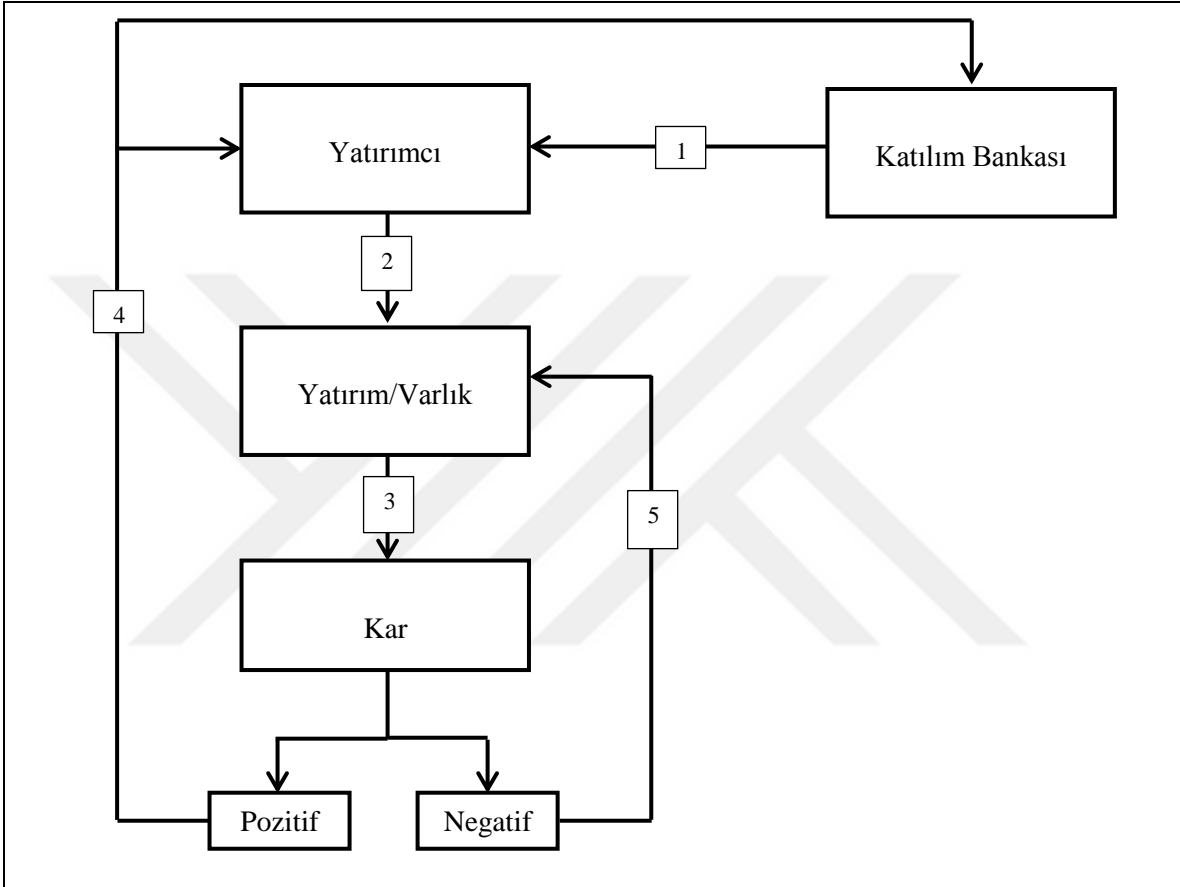 Yatırımcı
1
Katılım Bankası
2
4
Yatırım/Varlık
3
5
Kar
Pozitif
Negatif